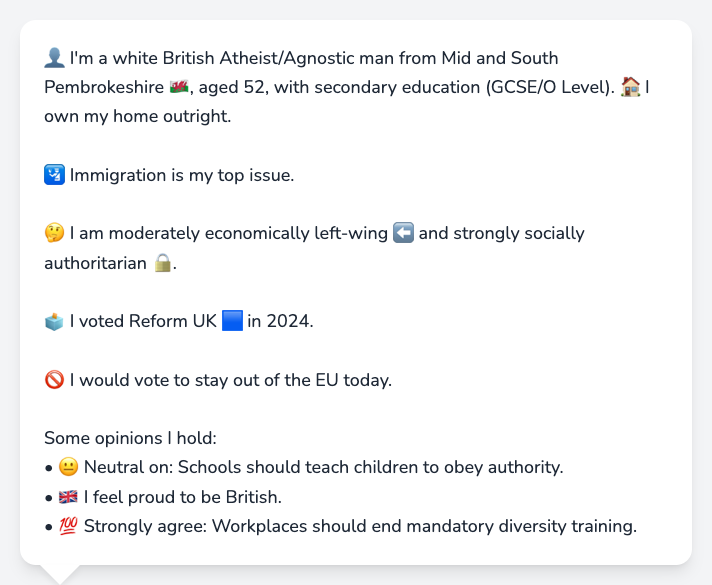 👤 I'm a white British Atheist/Agnostic man from Mid and South
Pembrokeshire 🏴󠁧󠁢󠁷󠁬󠁳󠁿, aged 52, with secondary education (GCSE/O Level). 🏠 I
own my home outright.
🛂 Immigration is my top issue.
🤔 I am moderately economically left-wing ⬅️ and strongly socially
authoritarian 🔒.
🗳️ I voted Reform UK 🟦 in 2024.
🚫 I would vote to stay out of the EU today.
Some opinions I hold:
• 😐 Neutral on: Schools should teach children to obey authority.
• 🇬🇧 I feel proud to be British.
• 💯 Strongly agree: Workplaces should end mandatory diversity training.